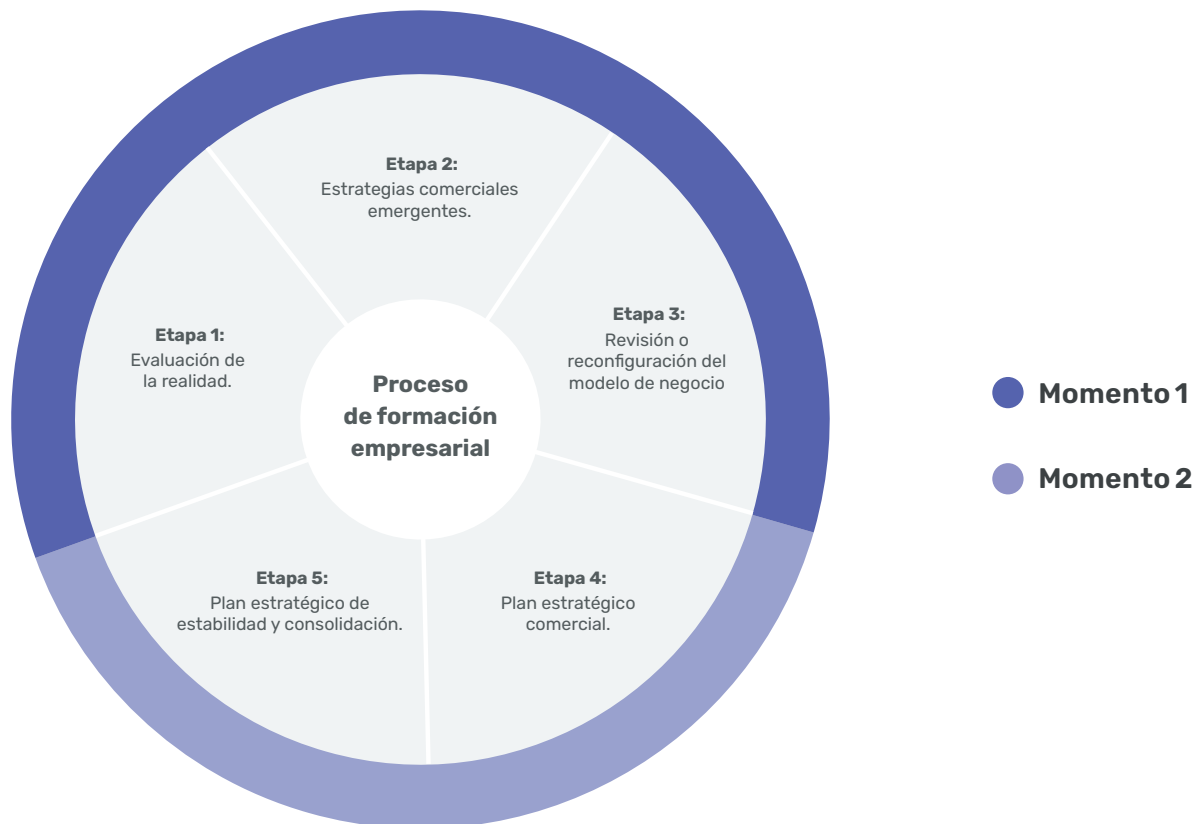 Etapa 2:
Estrategias comerciales
emergentes.
Etapa 1:
Evaluación de
la realidad.
Etapa 3:
Revisión o
reconfiguración del
modelo de negocio
Proceso
de formación
empresarial
Etapa 5:
Plan estratégico de
estabilidad y consolidación.
Etapa 4:
Plan estratégico
comercial.
Momento 1
Momento 2